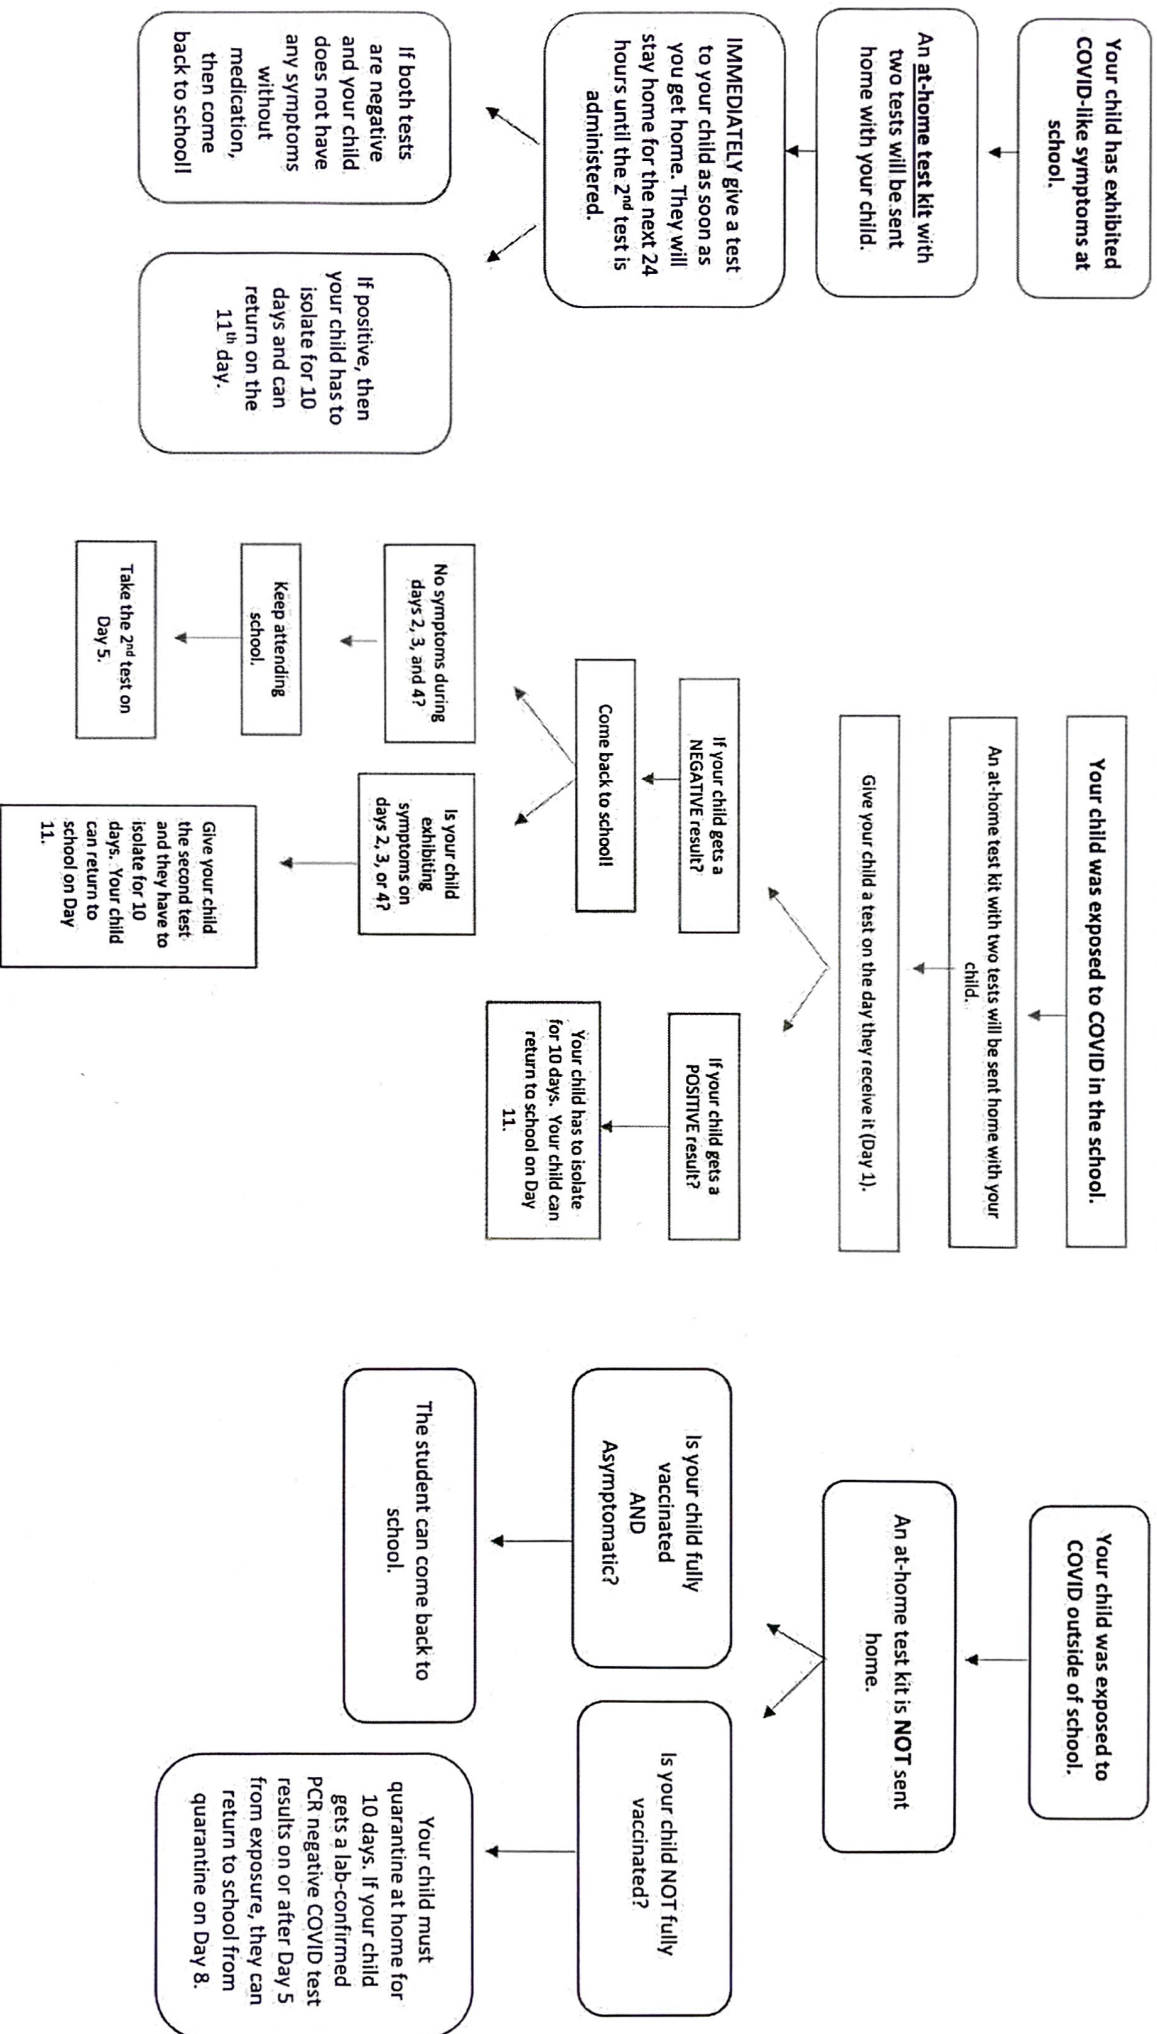 Your child has exhibited
COVID-like symptoms at
school.
An at-home test kit with
two tests will be sent
home with your child.
IMMEDIATELY give a test
to your child as soon as
you get home. They will
stay home for the next 24
hours until the 2nd test is
administered.
If both tests
are negative
and your child
does not have
any symptoms
without
medication,
then come
back to school!
If positive, then
your child has to
isolate for 10
days and can
return on the
11th day.
Your child was exposed to COVID in the school.
An at-home test kit with two tests will be sent home with your
child.
Give your child a test on the day they receive it (Day 1).
If your child gets a
NEGATIVE result?
Come back to school!
No symptoms during
days 2, 3, and 4?
Keep attending
school.
Take the 2nd test on
Day 5.
Is your child
exhibiting
symptoms on
days 2, 3, or 4?
Give your child
the second test
and they have to
isolate for 10
days. Your child
can return to
school on Day
11.
If your child gets a
POSITIVE result?
Your child has to isolate
for 10 days. Your child can
return to school on Day
11.
Your child was exposed to
COVID outside of school.
An at-home test kit is NOT sent
home.
Is your child fully
vaccinated
AND
Asymptomatic?
The student can come back to
school.
Is your child NOT fully
vaccinated?
Your child must
quarantine at home for
10 days. If your child
gets a lab-confirmed
PCR negative COVID test
results on or after Day 5
from exposure, they can
return to school from
quarantine on Day 8.